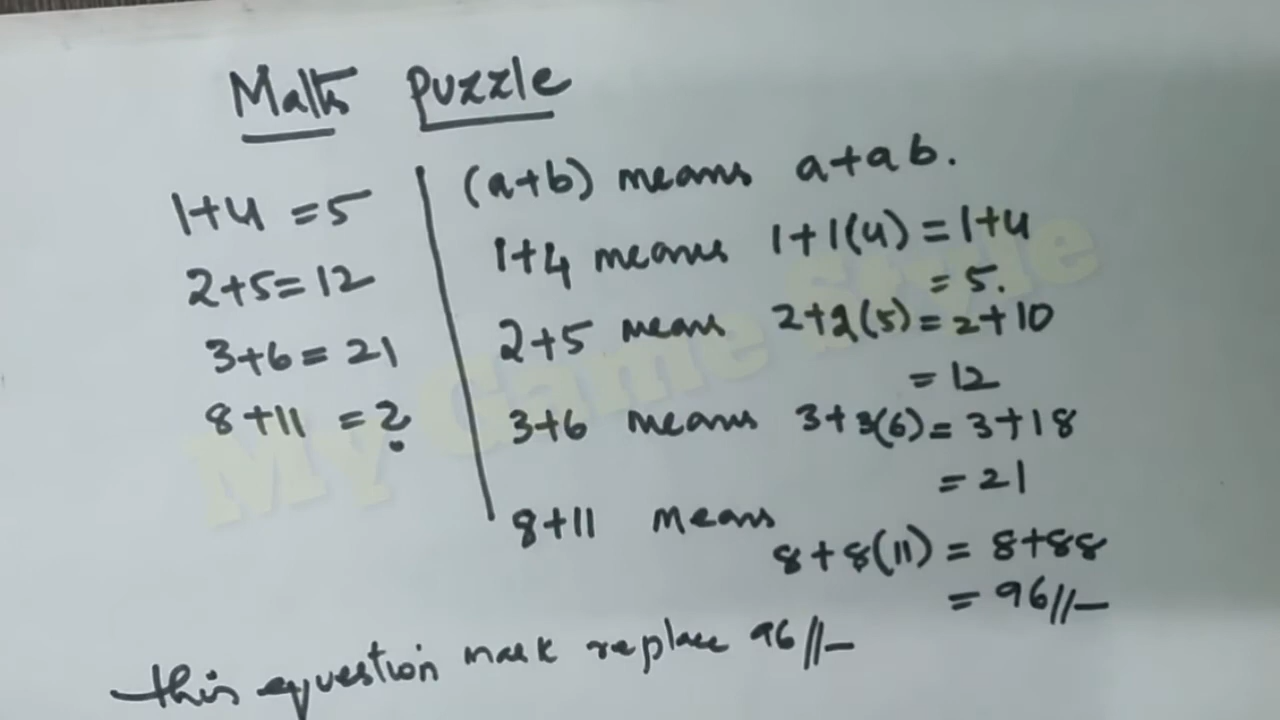 Maths Puzzle
1+4 = 5
2+5= 12
3+6= 21
8+11 = ?
(a+b) means a+ab.
1+4 means 1+1(4) = 1+4
= 5.
2+5 means 2+2(5) = 2+10
= 12
3+6 means 3+3(6) = 3+18
= 21
8+11 means
8+8(11) = 8+88
= 96//-
this question mark replace 96//-
My Game Style